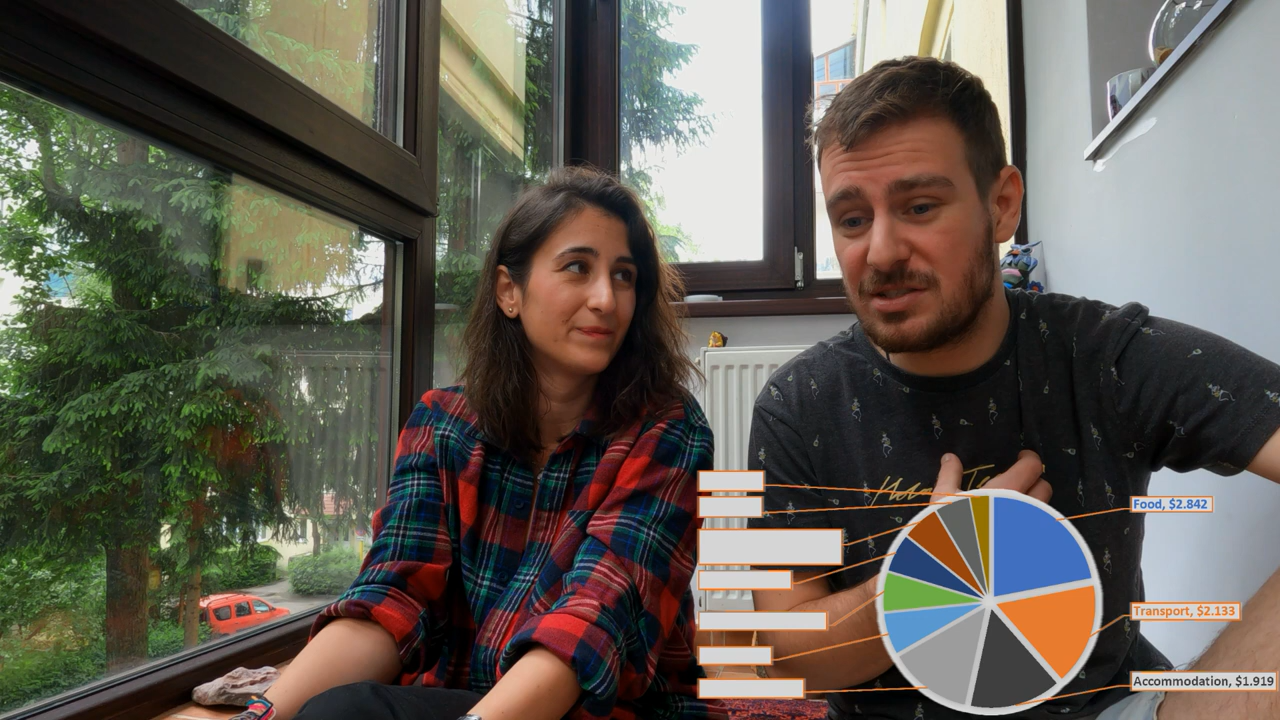 Food, $2.842
Transport, $2.133
Accommodation, $1.919